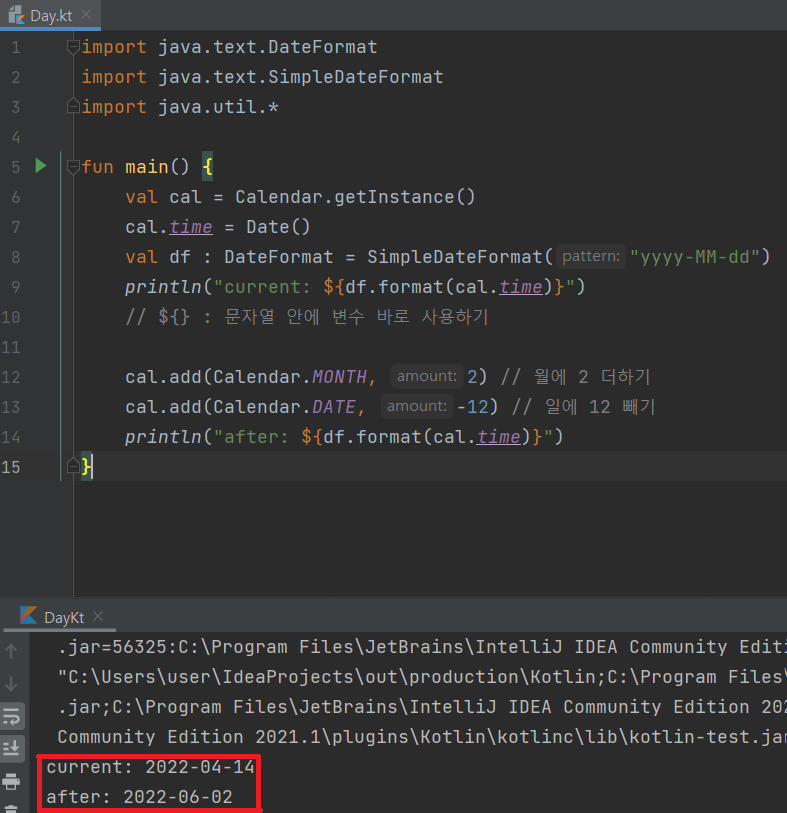 Day.kt
1 import java.text.DateFormat
2 import java.text.SimpleDateFormat
3 import java.util.*
4
5 fun main() {
6 val cal = Calendar.getInstance()
7 cal.time = Date()
8 val df : DateFormat = SimpleDateFormat( pattern: "yyyy-MM-dd")
9 println("current: ${df.format(cal.time)}")
10 // ${} : 문자열 안에 변수 바로 사용하기
11
12 cal.add(Calendar.MONTH, amount: 2) // 월에 2 더하기
13 cal.add(Calendar.DATE, amount: -12) // 일에 12 빼기
14 println("after: ${df.format(cal.time)}")
15 }
DayKt
.jar=56325:C:\Program Files\JetBrains\IntelliJ IDEA Community Editi
"C:\Users\user\IdeaProjects\out\production\Kotlin;C:\Program Files\
.jar;C:\Program Files\JetBrains\IntelliJ IDEA Community Edition 202
Community Edition 2021.1\plugins\Kotlin\kotlinc\lib\kotlin-test.jar
current: 2022-04-14
after: 2022-06-02